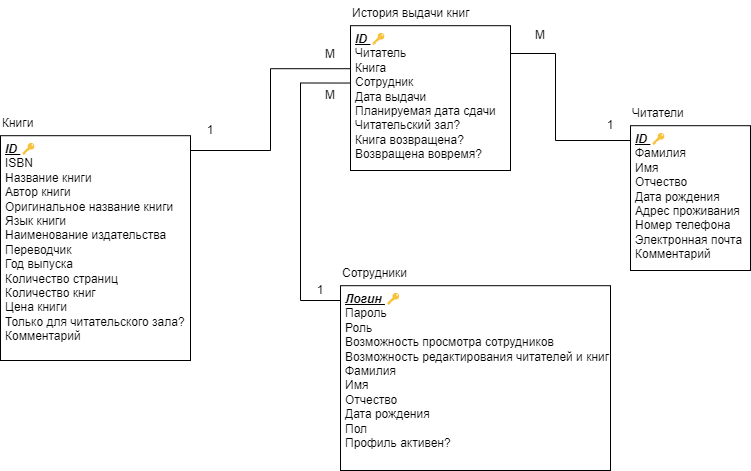 История выдачи книг
ID
Читатель
Книга
Сотрудник
Дата выдачи
Планируемая дата сдачи
Читательский зал?
Книга возвращена?
Возвращена вовремя?
M
M
M
1
1
1
Книги
ID
ISBN
Название книги
Автор книги
Оригинальное название книги
Язык книги
Наименование издательства
Переводчик
Год выпуска
Количество страниц
Количество книг
Цена книги
Только для читательского зала?
Комментарий
Читатели
ID
Фамилия
Имя
Отчество
Дата рождения
Адрес проживания
Номер телефона
Электронная почта
Комментарий
Сотрудники
Логин
Пароль
Роль
Возможность просмотра сотрудников
Возможность редактирования читателей и книг
Фамилия
Имя
Отчество
Дата рождения
Пол
Профиль активен?